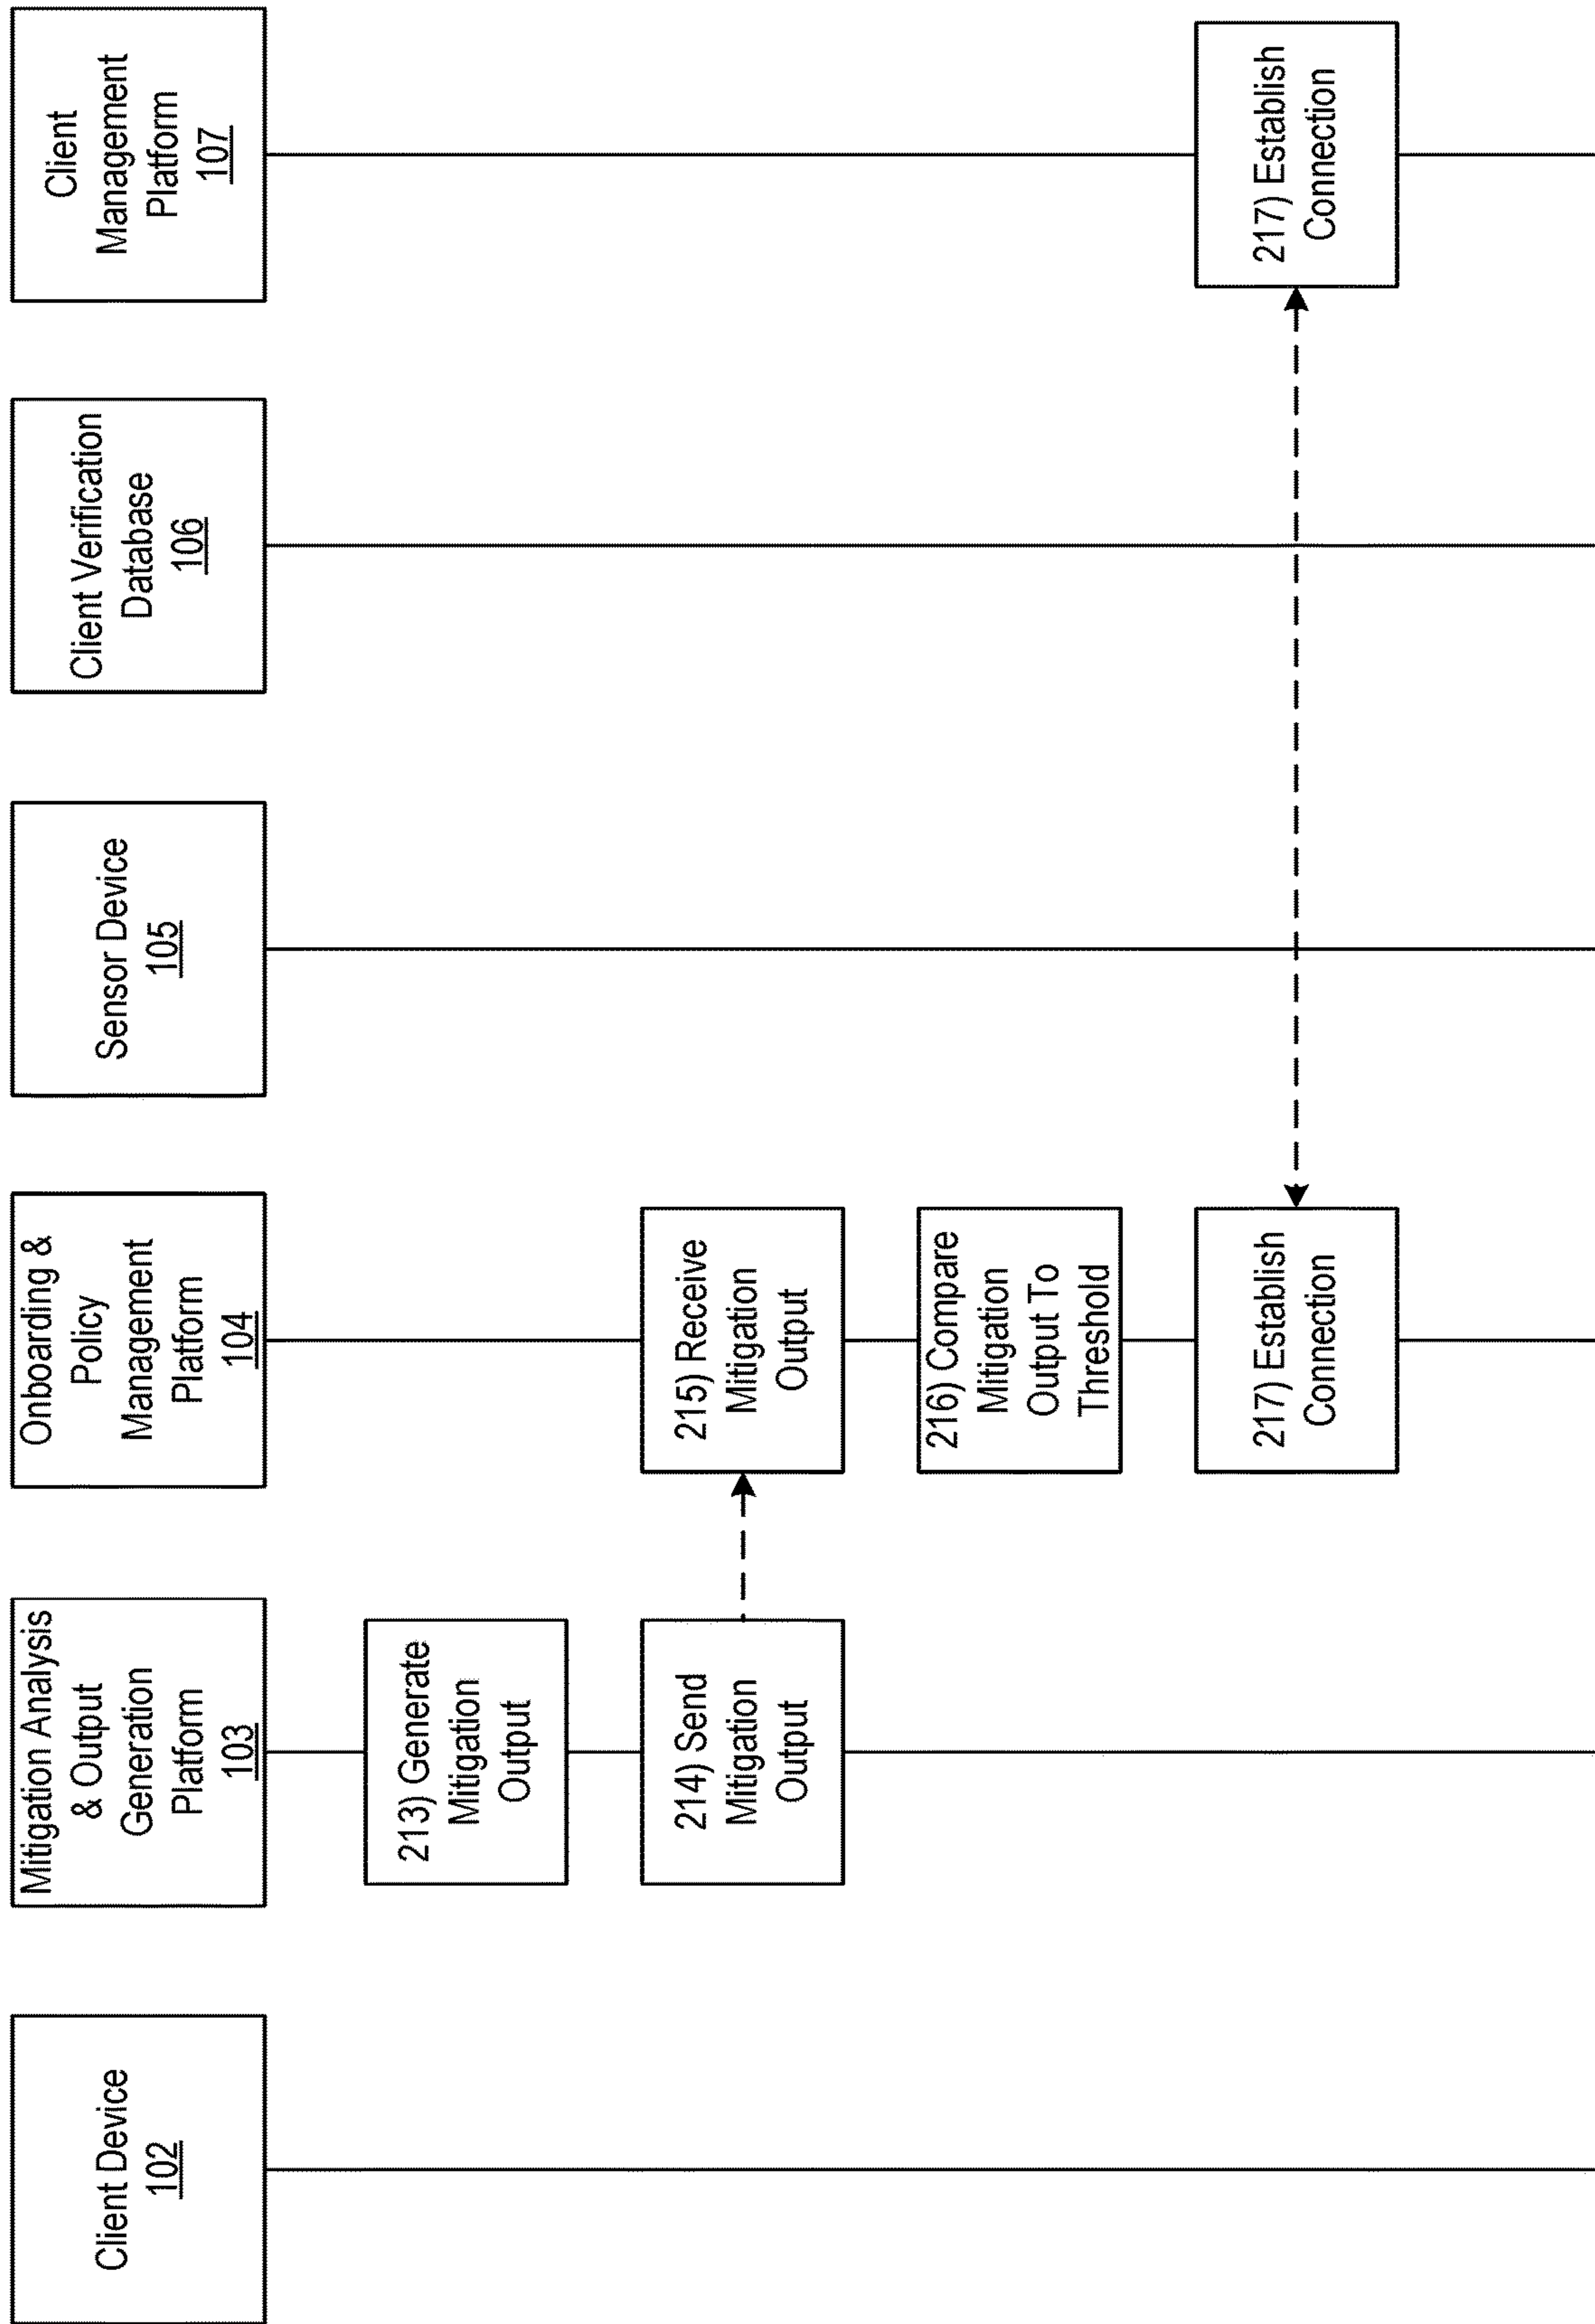 Client Device
102
Mitigation Analysis
& Output
Generation
Platform
103
Onboarding &
Policy
Management
Platform
104
Sensor Device
105
Client Verification
Database
106
Client
Management
Platform
107
213) Generate
Mitigation
Output
214) Send
Mitigation
Output
215) Receive
Mitigation
Output
216) Compare
Mitigation
Output To
Threshold
217) Establish
Connection
217) Establish
Connection